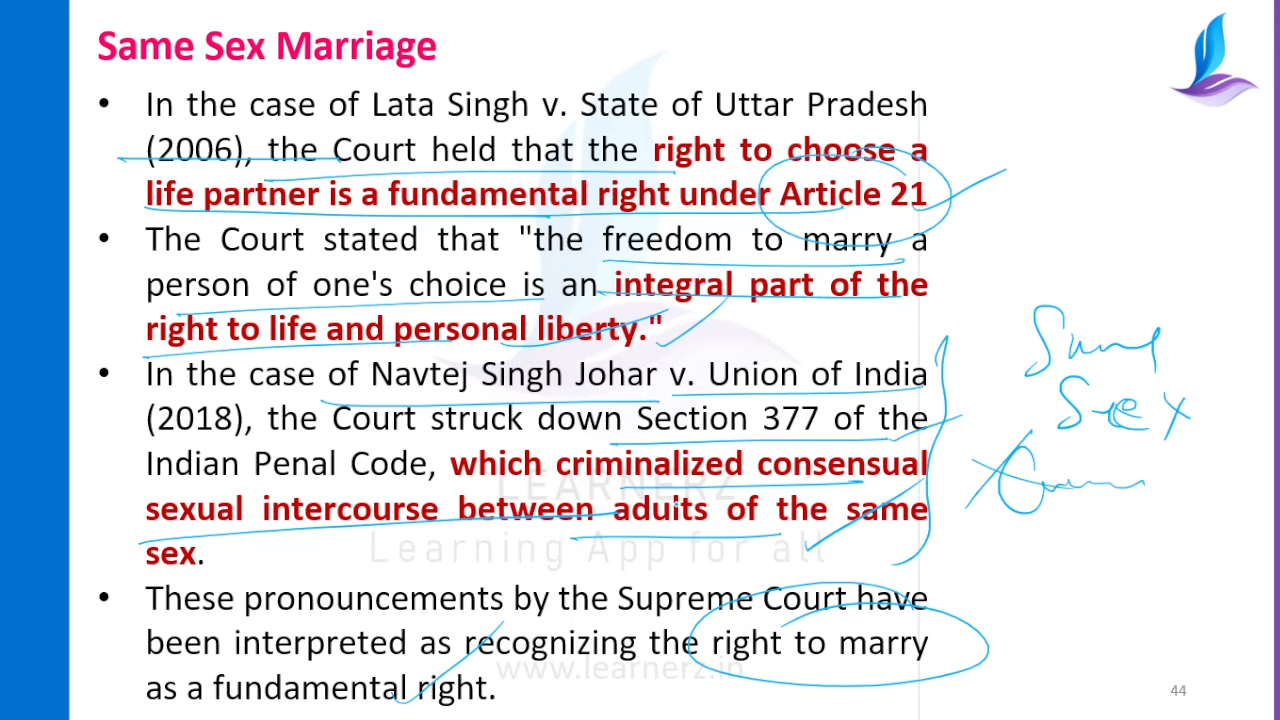 Same Sex Marriage
• In the case of Lata Singh v. State of Uttar Pradesh
(2006), the Court held that the right to choose a
life partner is a fundamental right under Article 21
• The Court stated that "the freedom to marry a
person of one's choice is an integral part of the
right to life and personal liberty."
• In the case of Navtej Singh Johar v. Union of India
(2018), the Court struck down Section 377 of the
Indian Penal Code, which criminalized consensual
sexual intercourse between adults of the same
sex.
• These pronouncements by the Supreme Court have
been interpreted as recognizing the right to marry
as a fundamental right.
Same
Sex
LEARNERZ
Learning App for all
www.learnerz.in
44